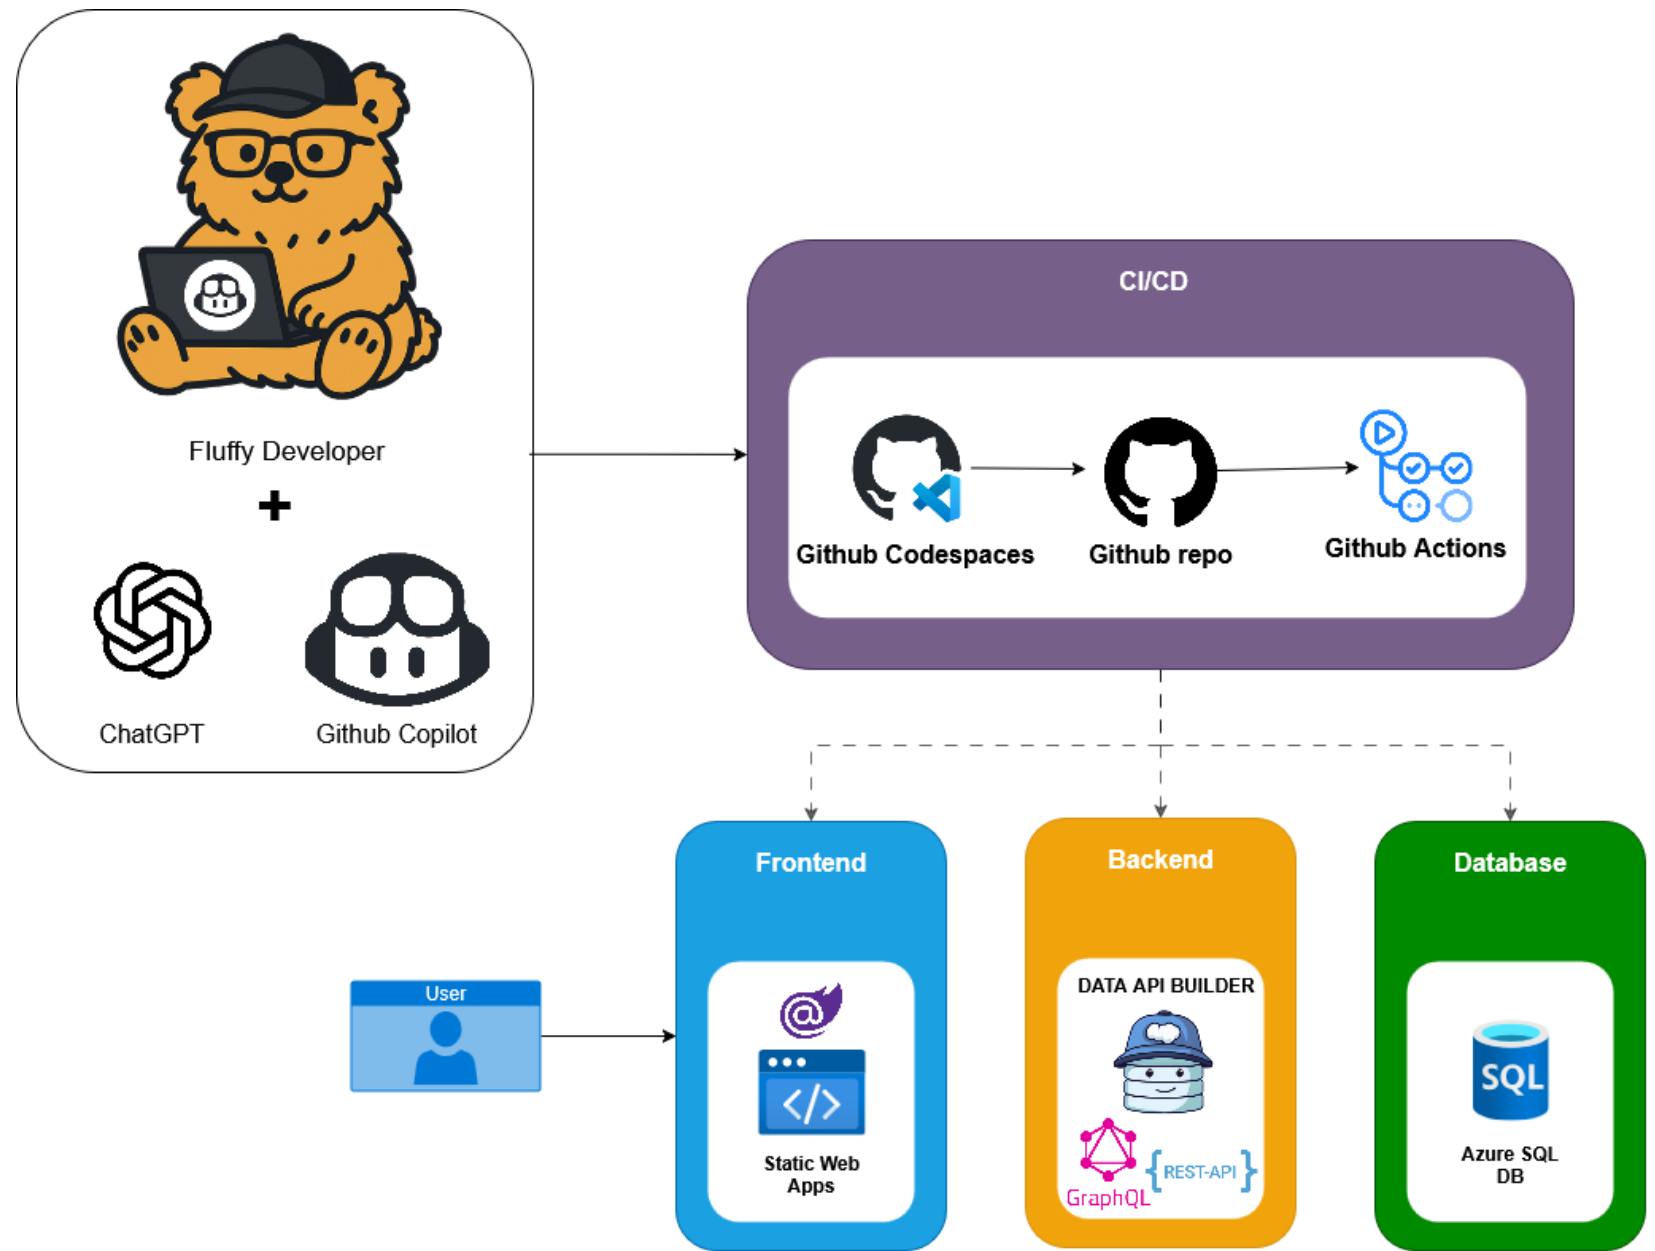 Fluffy Developer
ChatGPT
Github Copilot
CI/CD
Github Codespaces
Github repo
Github Actions
User
Frontend
Static Web
Apps
Backend
DATA API BUILDER
GraphQL
{REST-API}
Database
SQL
Azure SQL
DB